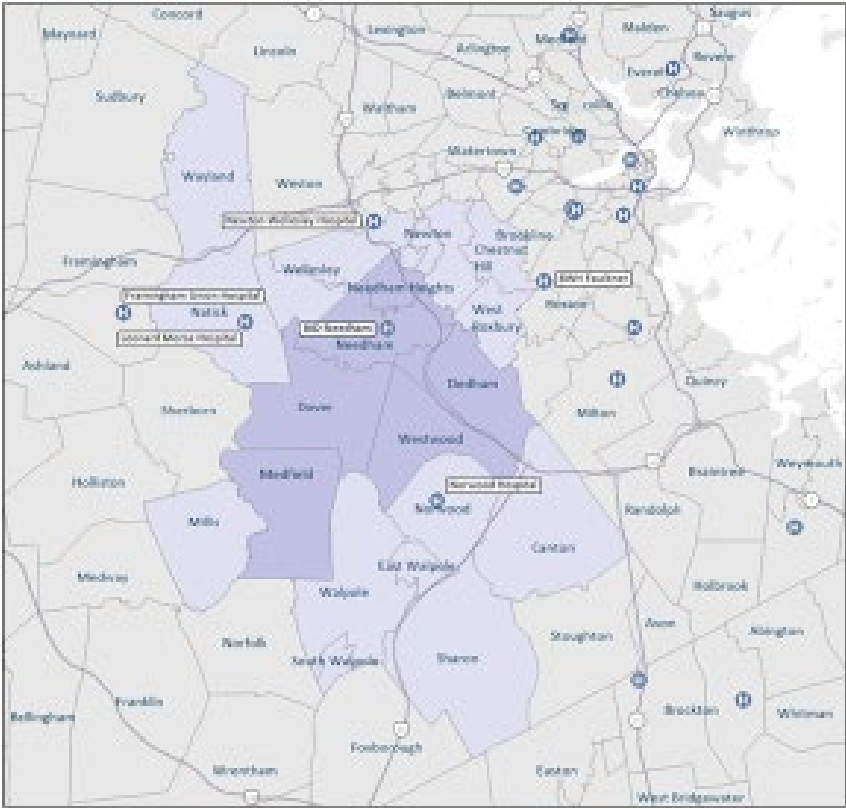 Concord
Saugus
Maynard
Lexington
Malden
Lincoln
Arlington
Revere
Everett
Sudbury
Belmont
Chelsea
Waltham
Winthrop
Watertown
Wayland
Weston
Newton Wellesley Hospital
Newton
Brookline
Chestnut
Hill
Framingham
Wellesley
BWH Faulkner
Needham Heights
Framingham Union Hospital
Natick
West
Roxbury
BID Needham
Leonard Morse Hospital
Needham
Ashland
Dedham
Quincy
Sherborn
Dover
Milton
Westwood
Medfield
Braintree
Weymouth
Holliston
Norwood Hospital
Norwood
Randolph
Millis
Canton
East Walpole
Medway
Holbrook
Walpole
Avon
Abington
Norfolk
Stoughton
South Walpole
Sharon
Franklin
Bellingham
Brockton
Whitman
Foxborough
Wrentham
Easton
West Bridgewater